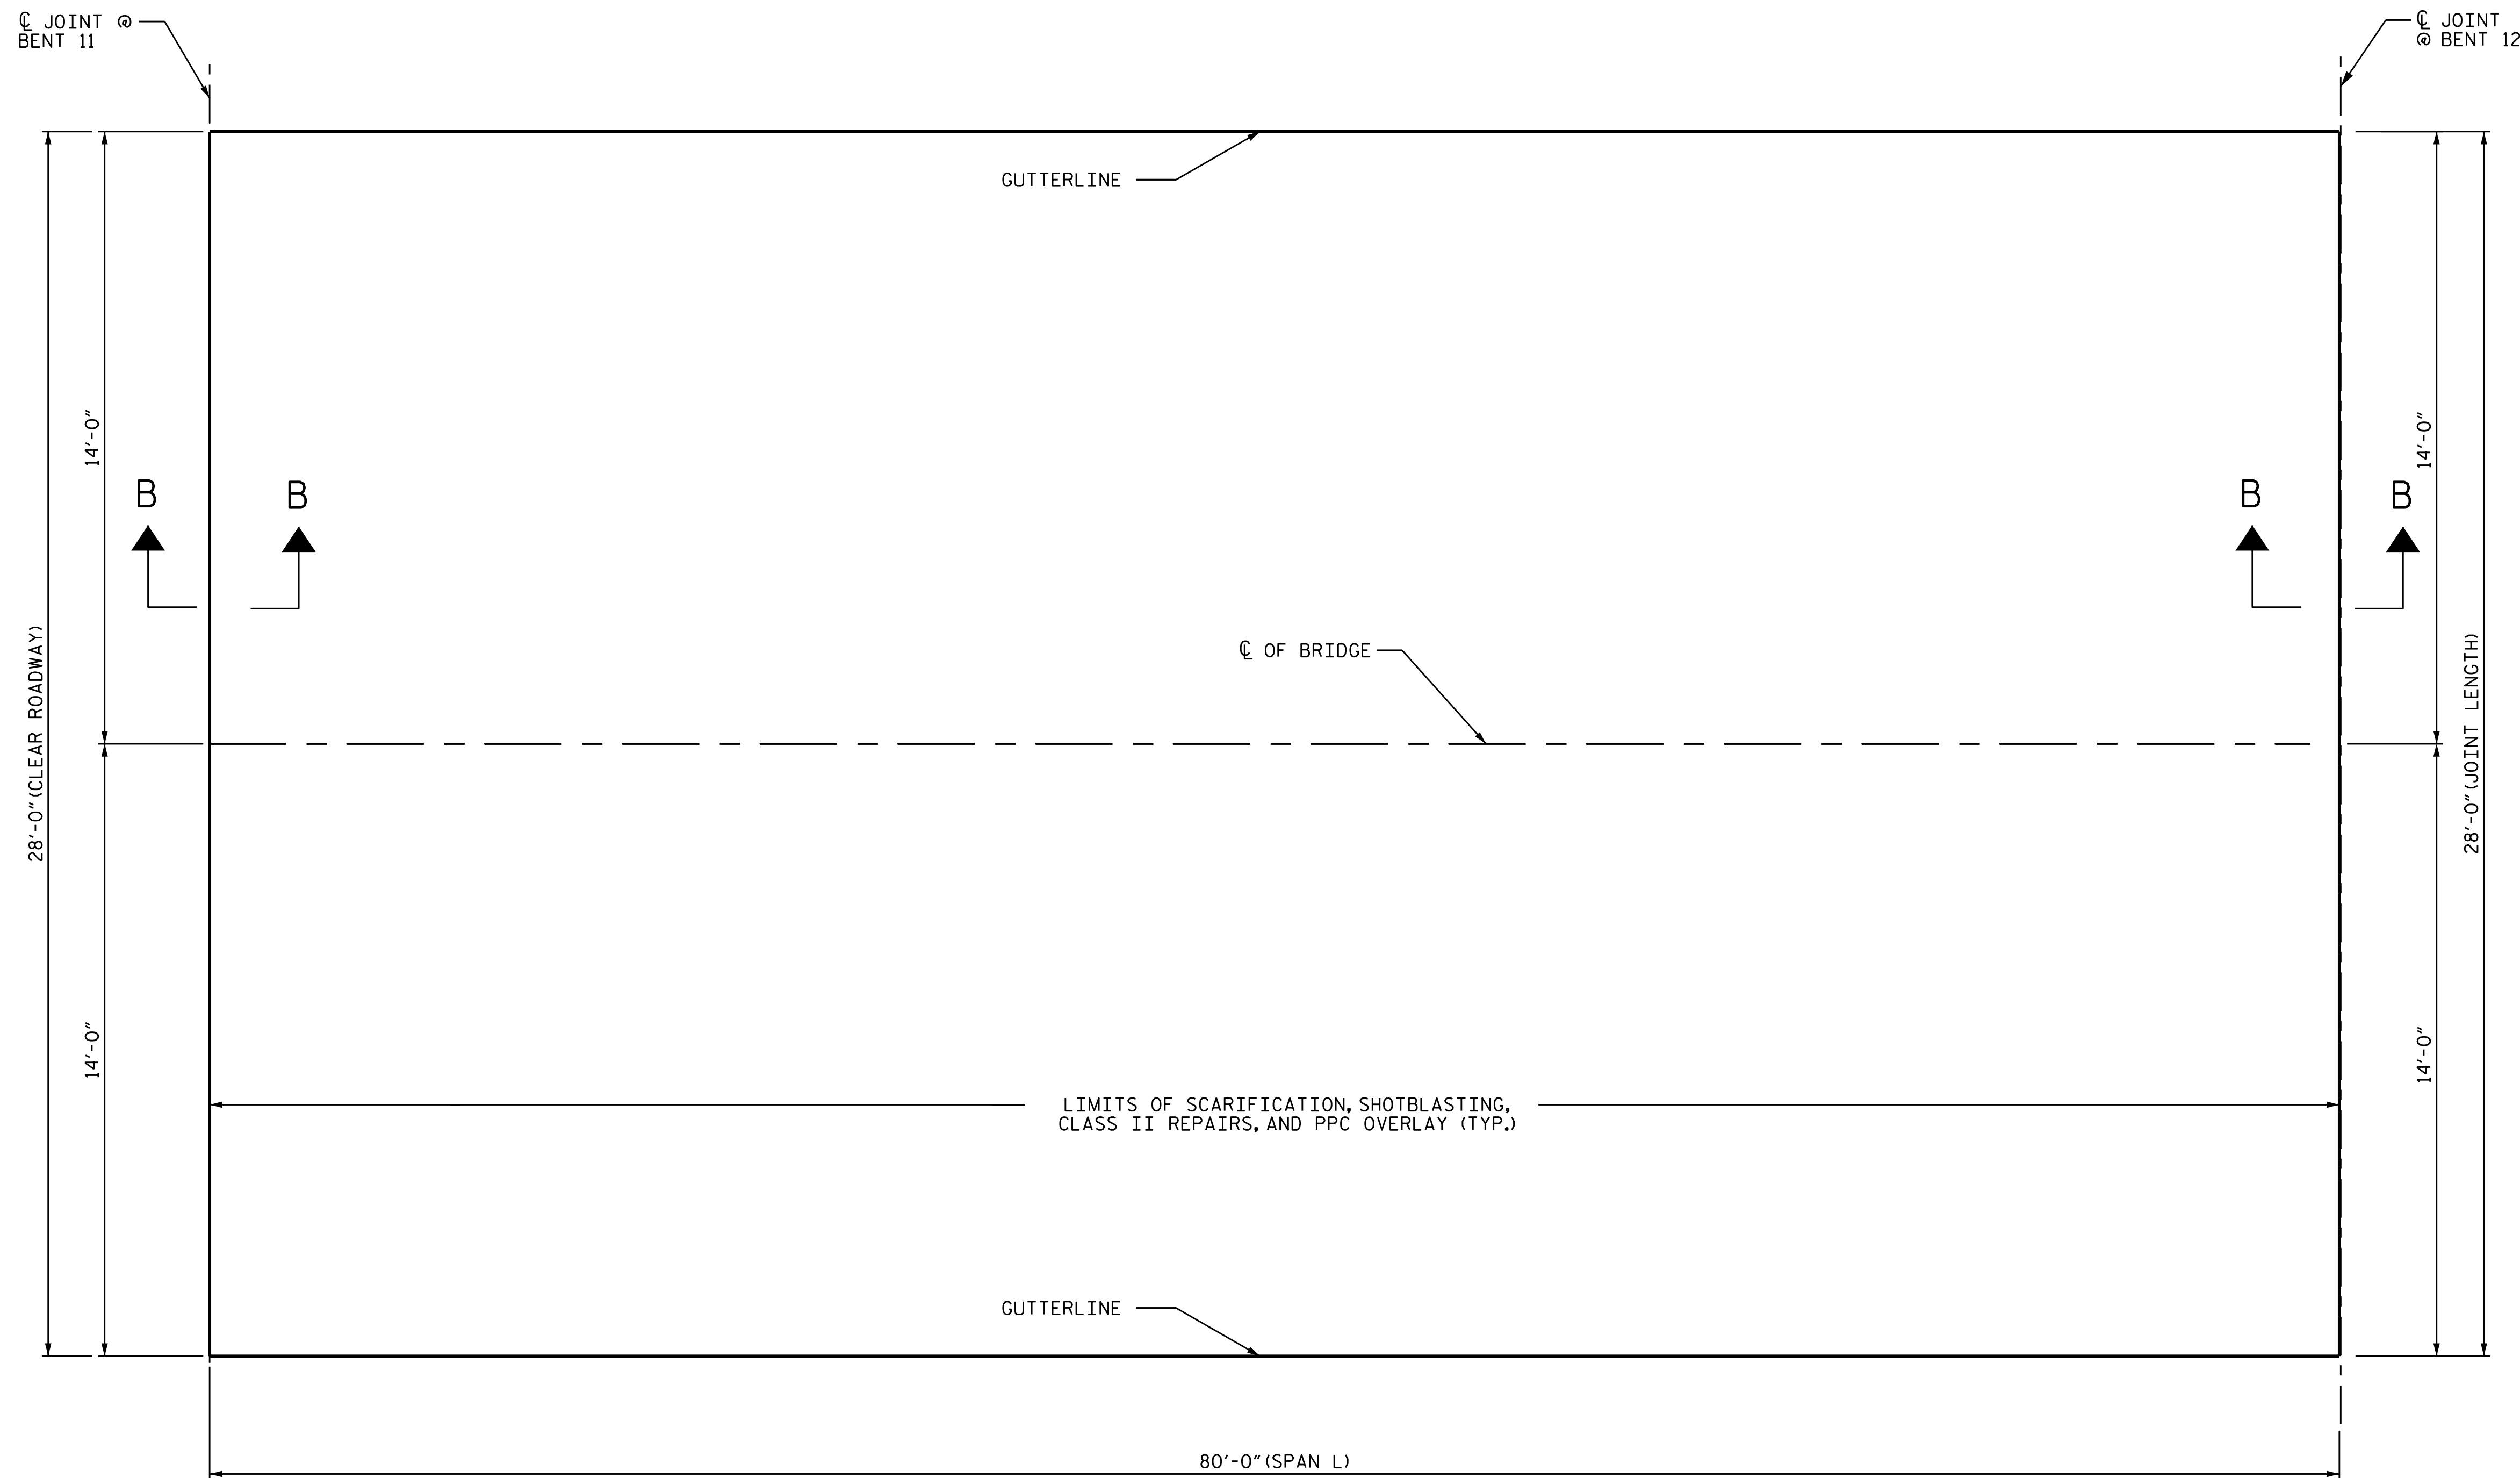 ℄ JOINT @
BENT 11
℄ JOINT
@ BENT 12
GUTTERLINE
14'-0"
14'-0"
B
B
B
B
℄ OF BRIDGE
28'-0" (CLEAR ROADWAY)
28'-0" (JOINT LENGTH)
14'-0"
14'-0"
LIMITS OF SCARIFICATION, SHOTBLASTING,
CLASS II REPAIRS, AND PPC OVERLAY (TYP.)
GUTTERLINE
80'-0" (SPAN L)